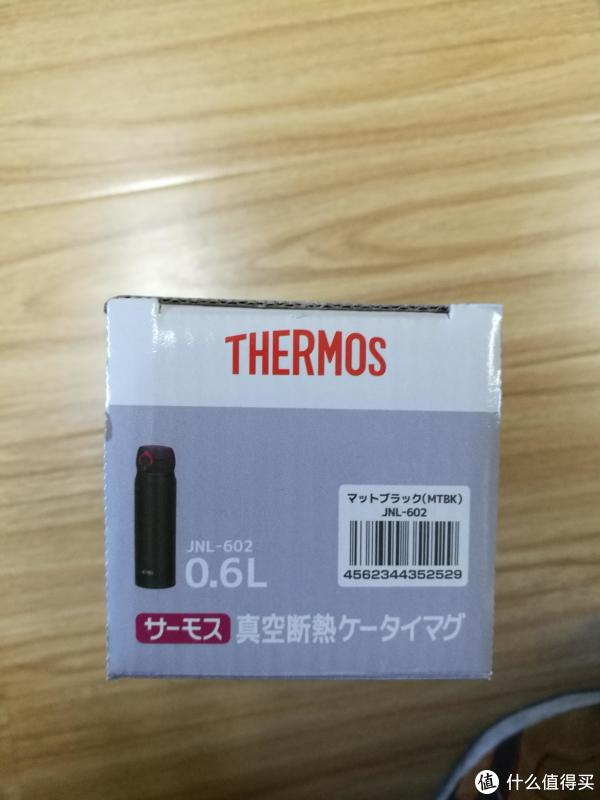 THERMOS
マットブラック(MTBK)
JNL-602
4562344352529
JNL-602
0.6L
サーモス 真空断熱ケータイマグ
值 什么值得买